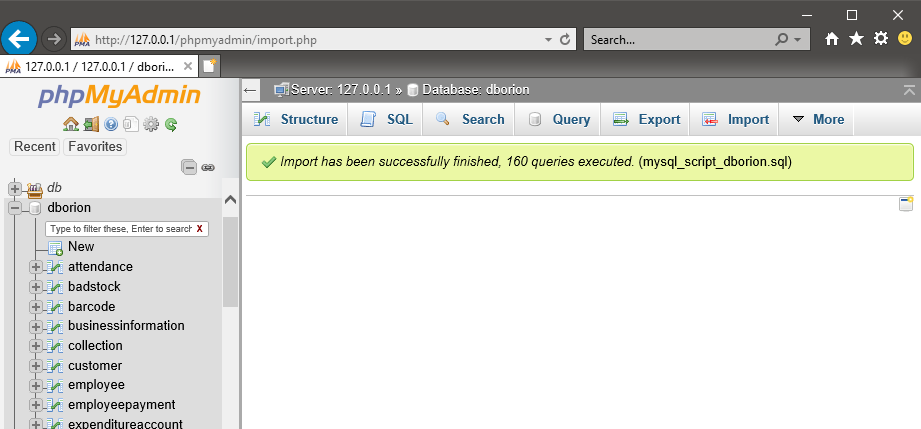 http://127.0.0.1/phpmyadmin/import.php
Search...
127.0.0.1 / 127.0.0.1 / dbori...
phpMyAdmin
Recent Favorites
db
dborion
Type to filter these, Enter to search X
New
attendance
badstock
barcode
businessinformation
collection
customer
employee
employeepayment
expenditureaccount
Server: 127.0.0.1 » Database: dborion
Structure SQL Search Query Export Import More
Import has been successfully finished, 160 queries executed. (mysql_script_dborion.sql)